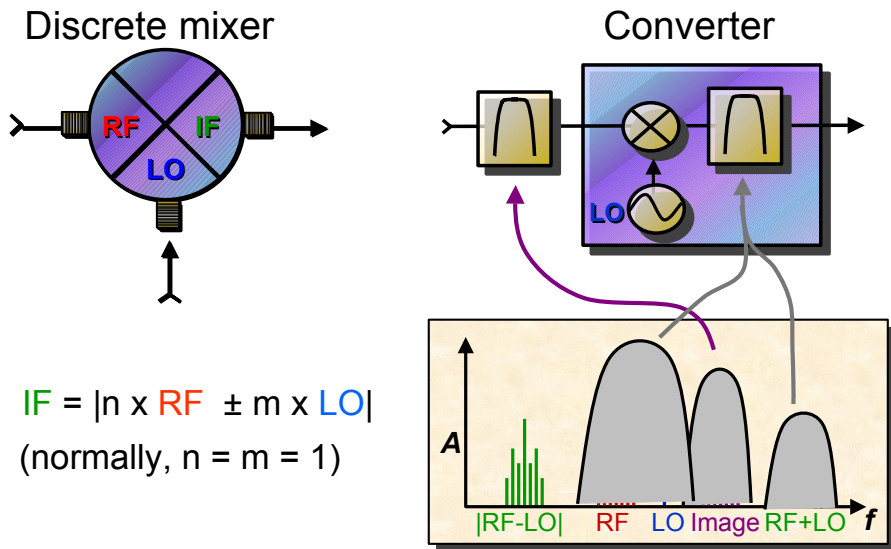 Discrete mixer
RF
IF
LO
IF = |n x RF ± m x LO|
(normally, n = m = 1)
Converter
LO
A
|RF-LO| RF LO Image RF+LO f